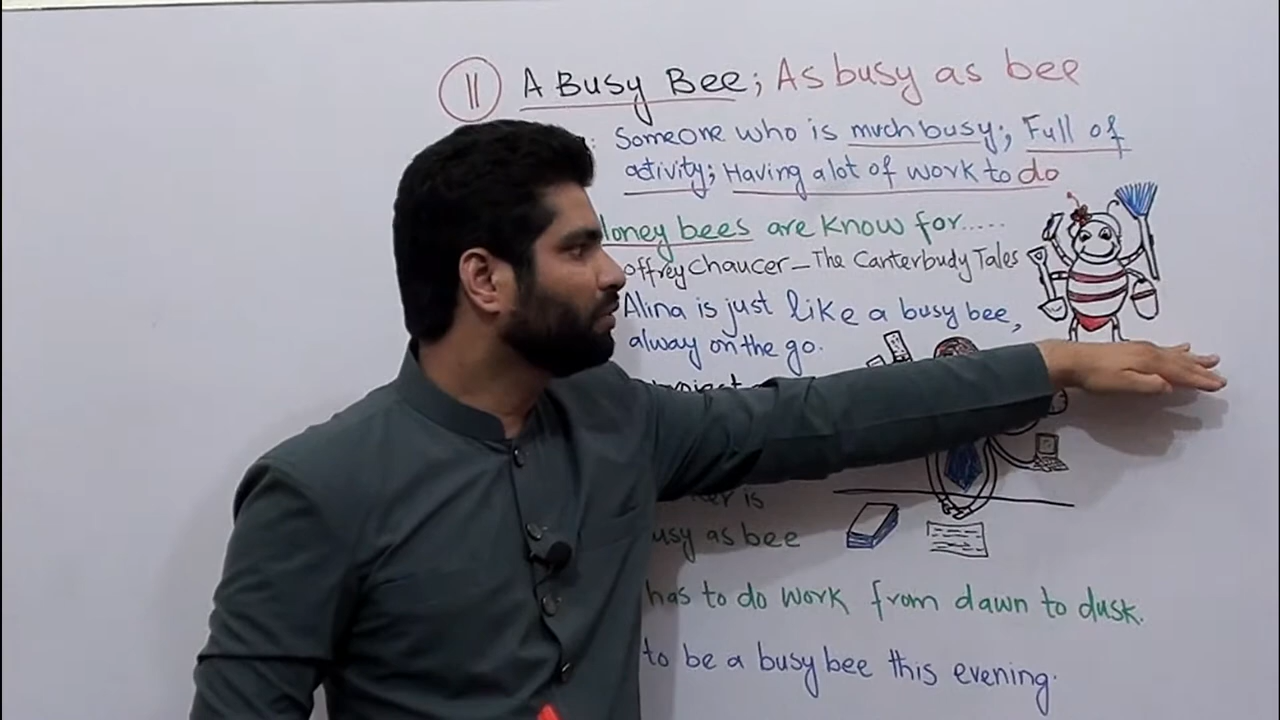 11 A Busy Bee; As busy as bee
: Someone who is much busy; Full of
activity; Having a lot of work to do
Honey bees are know for.....
offrey Chaucer – The Canterbudy Tales
Alina is just like a busy bee,
alway on the go.
project
is
usy as bee
has to do work from dawn to dusk.
to be a busy bee this evening.